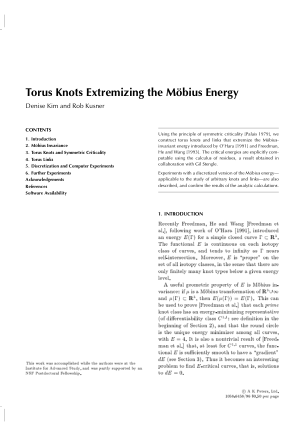 Torus Knots Extremizing the Möbius Energy
Denise Kim and Rob Kusner
CONTENTS
1. Introduction
2. Möbius Invariance
3. Torus Knots and Symmetric Criticality
4. Torus Links
5. Discretization and Computer Experiments
6. Further Experiments
Acknowledgements
References
Software Availability
Using the principle of symmetric criticality [Palais 1979], we
construct torus knots and links that extremize the Möbius-
invariant energy introduced by O'Hara [1991] and Freedman,
He and Wang [1993]. The critical energies are explicitly com-
putable using the calculus of residues, a result obtained in
collaboration with Gil Stengle.
Experiments with a discretized version of the Möbius energy—
applicable to the study of arbitrary knots and links—are also
described, and confirm the results of the analytic calculations.
1. INTRODUCTION
Recently Freedman, He and Wang [Freedman et
al.], following work of O'Hara [1991], introduced
an energy E(Γ) for a simple closed curve Γ ⊆ R³.
The functional E is continuous on each isotopy
class of curves, and tends to infinity as Γ nears
self-intersection. Moreover, E is "proper" on the
set of all isotopy classes, in the sense that there are
only finitely many knot types below a given energy
level.
A useful geometric property of E is Möbius in-
variance: if μ is a Möbius transformation of R³∪∞
and μ(Γ) ⊆ R³, then E(μ(Γ)) = E(Γ). This can
be used to prove [Freedman et al.] that each prime
knot class has an energy-minimizing representative
(of differentiability class
see definition in the
beginning of Section 2), and that the round circle
is the unique energy minimizer among all curves,
with E = 4. It is also a nontrivial result of [Freed-
man et al.] that, at least for
curves, the func-
tional E is sufficiently smooth to have a "gradient"
dE (see Section 3). Thus it becomes an interesting
problem to find E-critical curves, that is, solutions
to dE = 0.
This work was accomplished while the authors were at the
Institute for Advanced Study, and was partly supported by an
NSF Postdoctoral Fellowship.
© A K Peters, Ltd.
per page